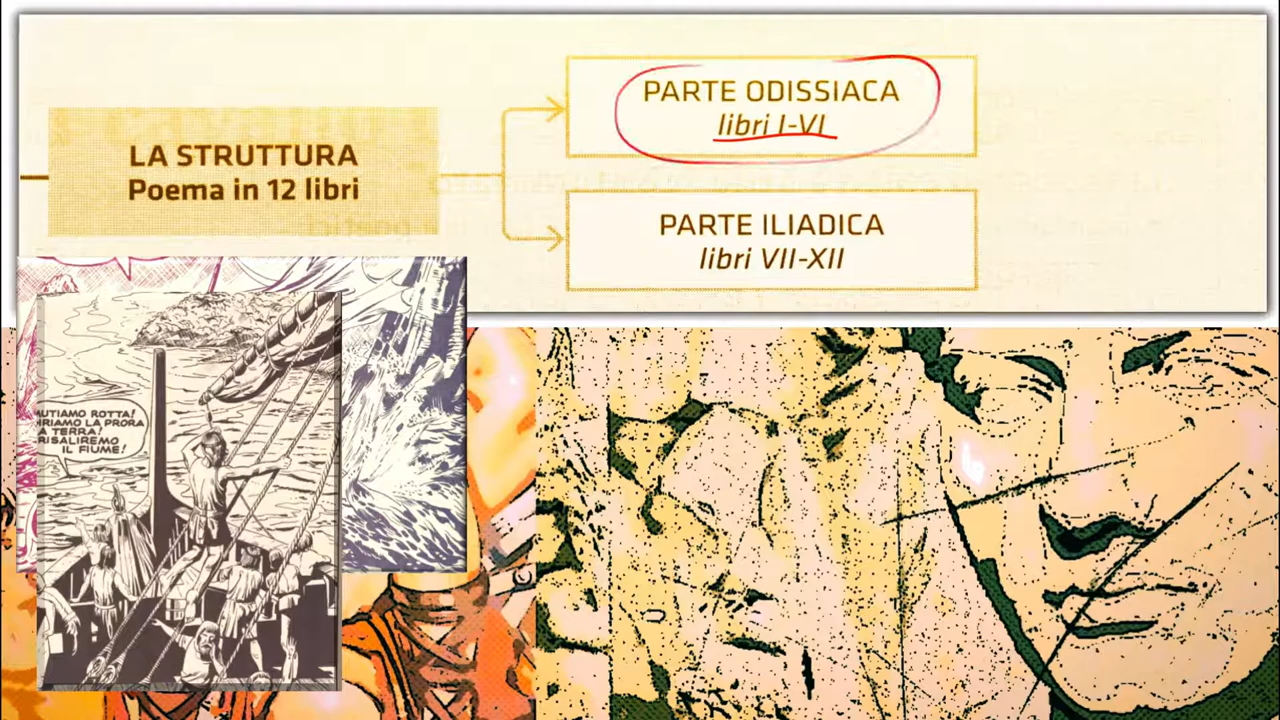 LA STRUTTURA
Poema in 12 libri
PARTE ODISSIACA
libri I-VI
PARTE ILIADICA
libri VII-XII
MUTIAMO ROTTA!
IRIAMO LA PRORA
A TERRA!
RISALIREMO
IL FIUME!